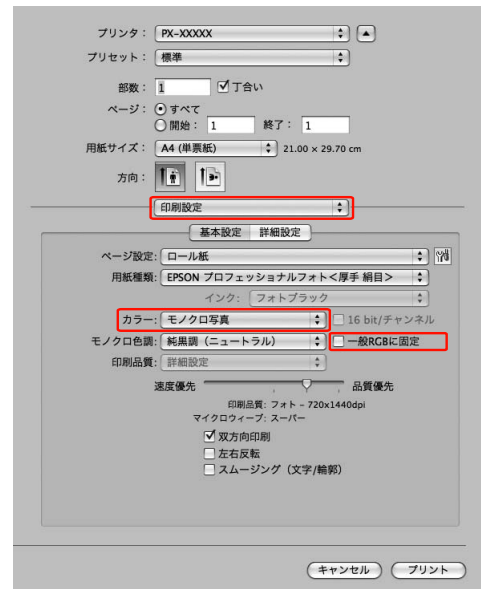 プリンタ： PX-XXXXX
プリセット： 標準
部数： 1 丁合い
ページ： すべて
開始： 1 終了： 1
用紙サイズ： A4 (単票紙) 21.00 × 29.70 cm
方向：
印刷設定
基本設定 詳細設定
ページ設定: ロール紙
用紙種類: EPSON プロフェッショナルフォト<厚手 絹目>
インク: フォトブラック
カラー: モノクロ写真 16 bit/チャンネル
モノクロ色調: 純黒調（ニュートラル） 一般RGBに固定
印刷品質: 詳細設定
速度優先 品質優先
印刷品質: フォト – 720x1440dpi
マイクロウィーブ: スーパー
双方向印刷
左右反転
スムージング（文字/輪郭）
キャンセル プリント